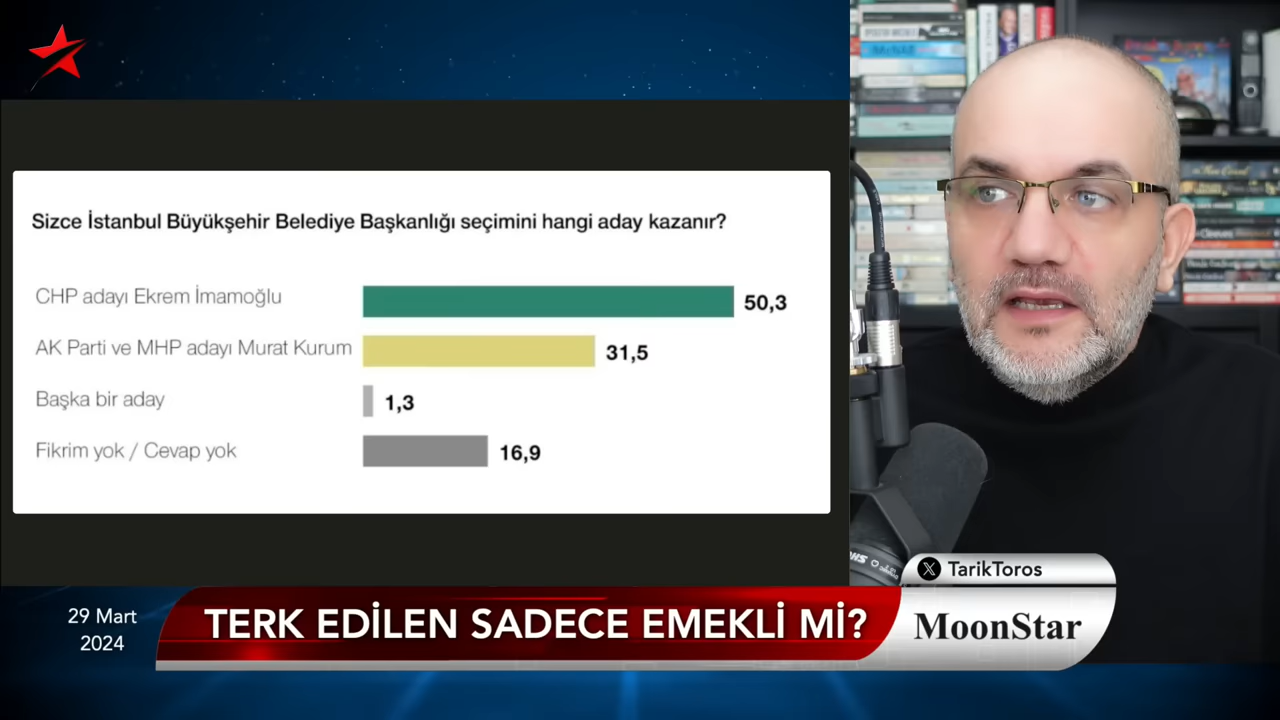 Sizce İstanbul Büyükşehir Belediye Başkanlığı seçimini hangi aday kazanır?
CHP adayı Ekrem İmamoğlu 50,3
AK Parti ve MHP adayı Murat Kurum 31,5
Başka bir aday 1,3
Fikrim yok / Cevap yok 16,9
TarikToros
MoonStar
29 Mart
2024
TERK EDİLEN SADECE EMEKLİ Mİ?